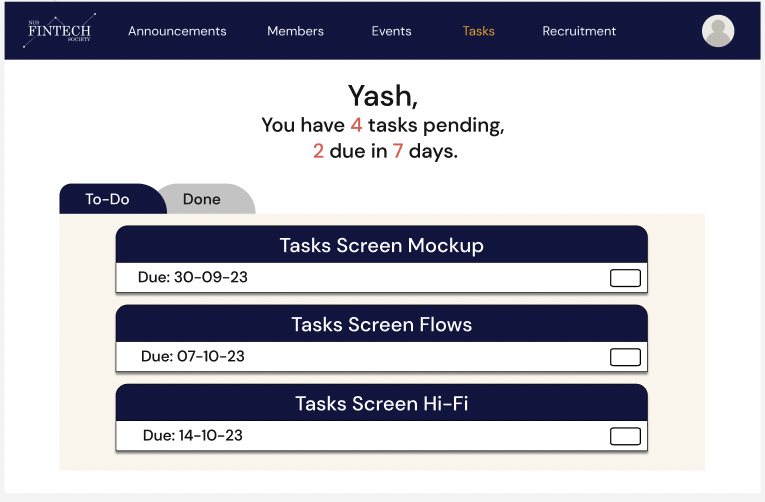 NUS
FINTECH
SOCIETY
Announcements
Members
Events
Tasks
Recruitment
Yash,
You have 4 tasks pending,
2 due in 7 days.
To-Do
Done
Tasks Screen Mockup
Due: 30-09-23
Tasks Screen Flows
Due: 07-10-23
Tasks Screen Hi-Fi
Due: 14-10-23